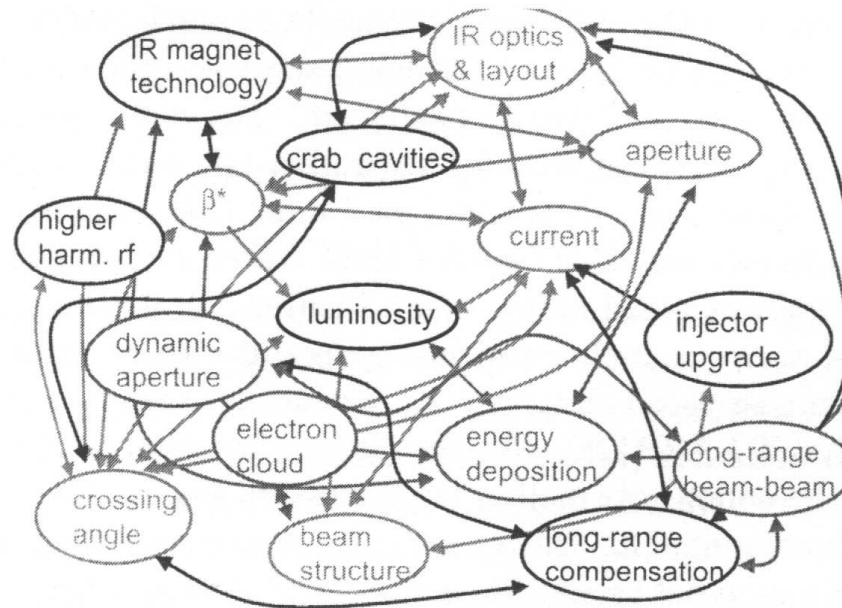 IR magnet
technology
IR optics
& layout
crab cavities
aperture
β*
higher
harm. rf
current
luminosity
injector
upgrade
dynamic
aperture
electron
cloud
energy
deposition
long-range
beam-beam
crossing
angle
beam
structure
long-range
compensation